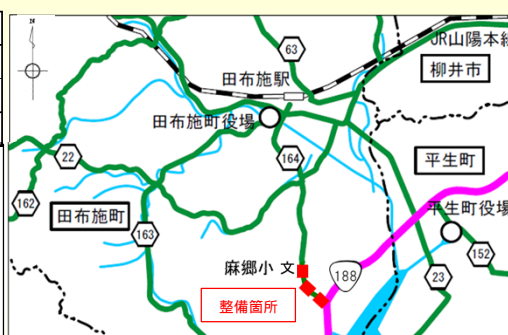 63
JR山陽本線
柳井市
田布施駅
田布施町役場
22
164
平生町
162
田布施町
163
平生町役場
152
麻郷小 文
188
23
整備箇所